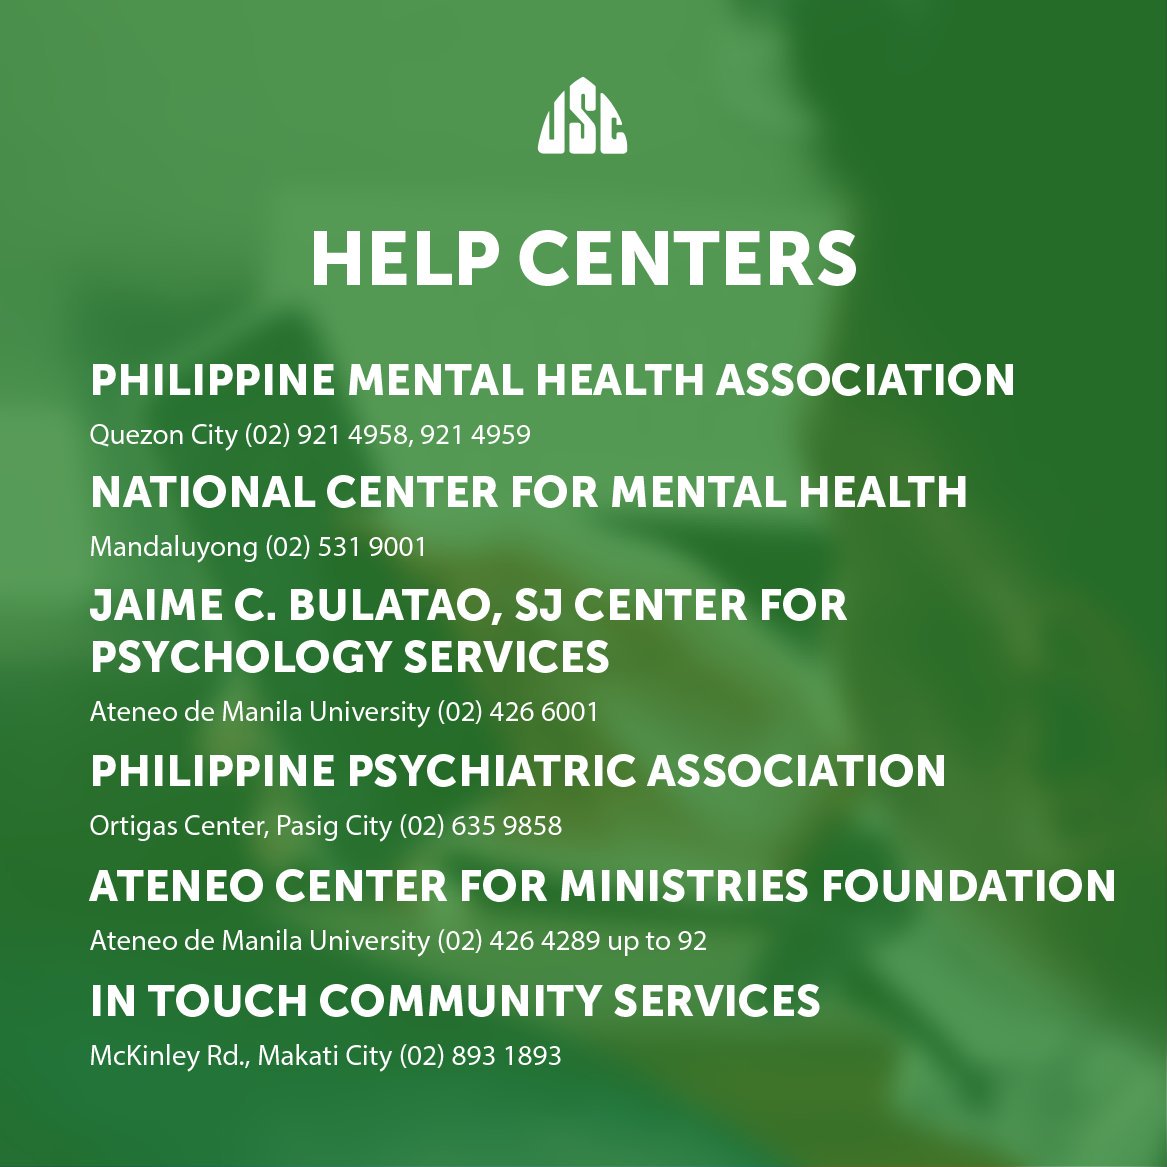 USC
HELP CENTERS
PHILIPPINE MENTAL HEALTH ASSOCIATION
Quezon City (02) 921 4958, 921 4959
NATIONAL CENTER FOR MENTAL HEALTH
Mandaluyong (02) 531 9001
JAIME C. BULATAO, SJ CENTER FOR
PSYCHOLOGY SERVICES
Ateneo de Manila University (02) 426 6001
PHILIPPINE PSYCHIATRIC ASSOCIATION
Ortigas Center, Pasig City (02) 635 9858
ATENEO CENTER FOR MINISTRIES FOUNDATION
Ateneo de Manila University (02) 426 4289 up to 92
IN TOUCH COMMUNITY SERVICES
McKinley Rd., Makati City (02) 893 1893